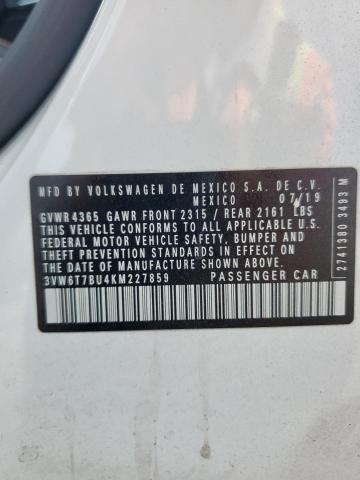 MFD BY VOLKSWAGEN DE MEXICO S.A. DE C.V.
MEXICO 07/19
GVWR 4365 GAWR FRONT 2315 / REAR 2161 LBS
THIS VEHICLE CONFORMS TO ALL APPLICABLE U.S.
FEDERAL MOTOR VEHICLE SAFETY, BUMPER AND
THEFT PREVENTION STANDARDS IN EFFECT ON THE
DATE OF MANUFACTURE SHOWN ABOVE.
3VW6T7BU4KM227859 PASSENGER CAR
27411380 3493 M